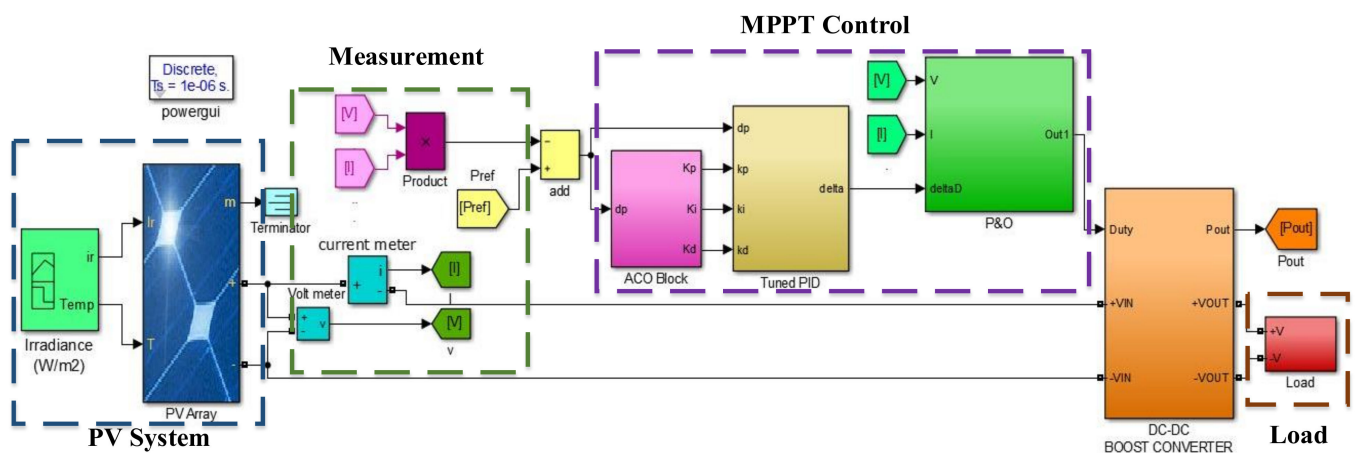 MPPT Control
Measurement
Discrete,
Ts = 1e-06 s.
powergui
[V]
[I]
×
Product
Pref
[Pref]
−
+
add
dp
Kp
Ki
Kd
ACO Block
dp
kp
ki
kd
delta
Tuned PID
[V]
[I]
V
I
deltaD
Out1
P&O
ir
Temp
Irradiance
(W/m2)
Ir
T
m
+
-
PV Array
PV System
Terminator
current meter
+
i
-
[I]
Volt meter
+
-
v
[V]
v
Duty
+VIN
-VIN
Pout
+VOUT
-VOUT
DC-DC
BOOST CONVERTER
[Pout]
Pout
+V
-V
Load
Load